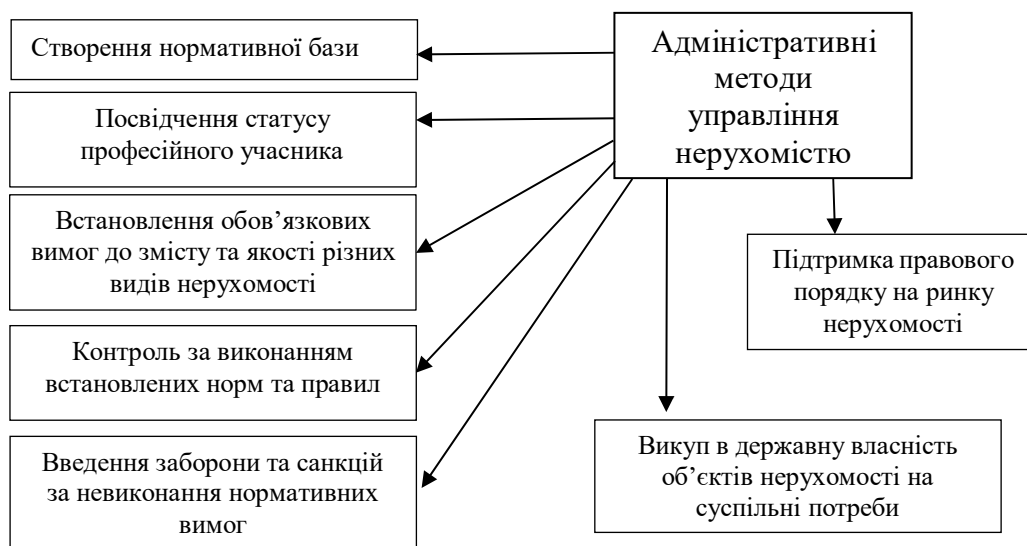 Створення нормативної бази
Адміністративні
методи
управління
нерухомістю
Посвідчення статусу
професійного учасника
Встановлення обов’язкових
вимог до змісту та якості різних
видів нерухомості
Підтримка правового
порядку на ринку
нерухомості
Контроль за виконанням
встановлених норм та правил
Введення заборони та санкцій
за невиконання нормативних
вимог
Викуп в державну власність
об’єктів нерухомості на
суспільні потреби